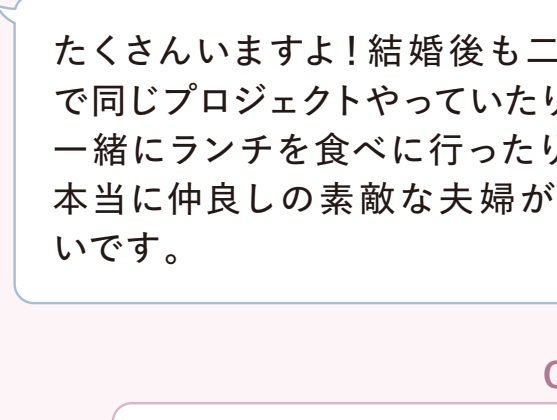 たくさんいますよ！結婚後も二
で同じプロジェクトやっていたり
一緒にランチを食べに行ったり
本当に仲良しの素敵な夫婦が
いです。